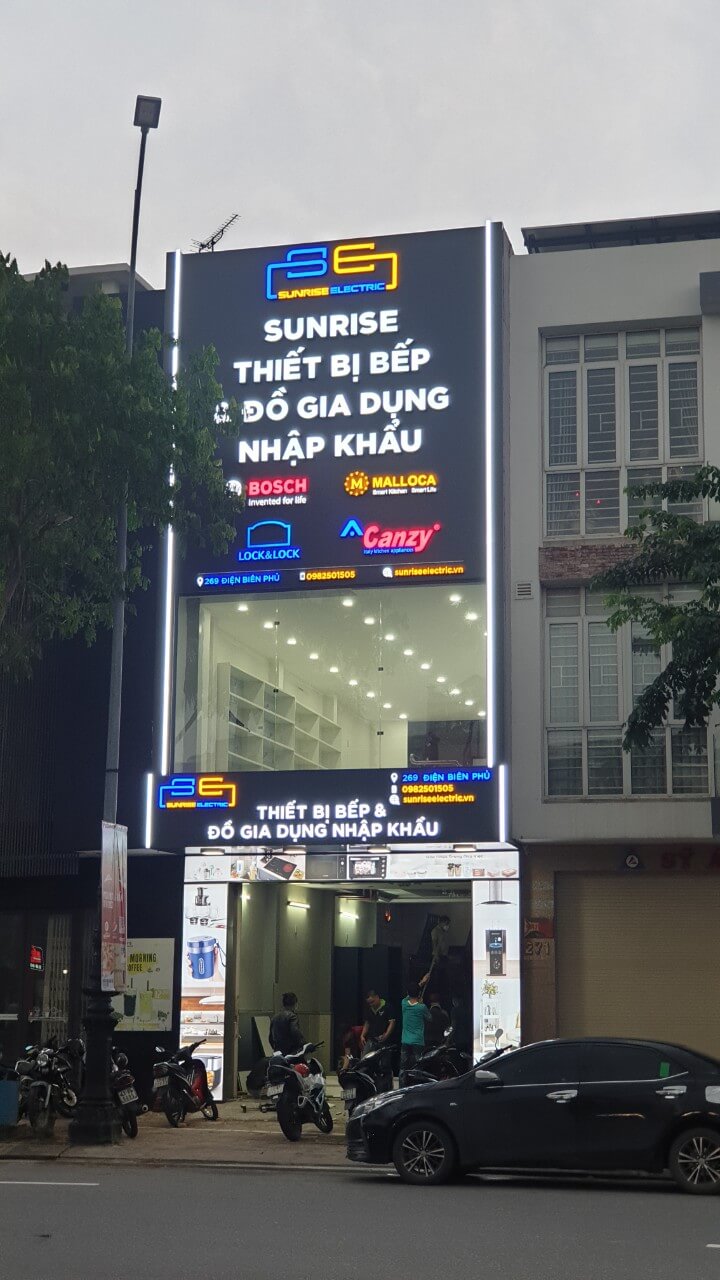 SE
SUNRISE ELECTRIC
SUNRISE
THIẾT BỊ BẾP
& ĐỒ GIA DỤNG
NHẬP KHẨU
BOSCH
Invented for life
M MALLOCA
Smart Kitchen Smart Life
LOCK&LOCK
Canzy®
Italy kitchen appliances
269 ĐIỆN BIÊN PHỦ
0982501505
sunriseelectric.vn
SE
SUNRISE ELECTRIC
269 ĐIỆN BIÊN PHỦ
0982501505
sunriseelectric.vn
THIẾT BỊ BẾP &
ĐỒ GIA DỤNG NHẬP KHẨU
MORNING
COFFEE
271